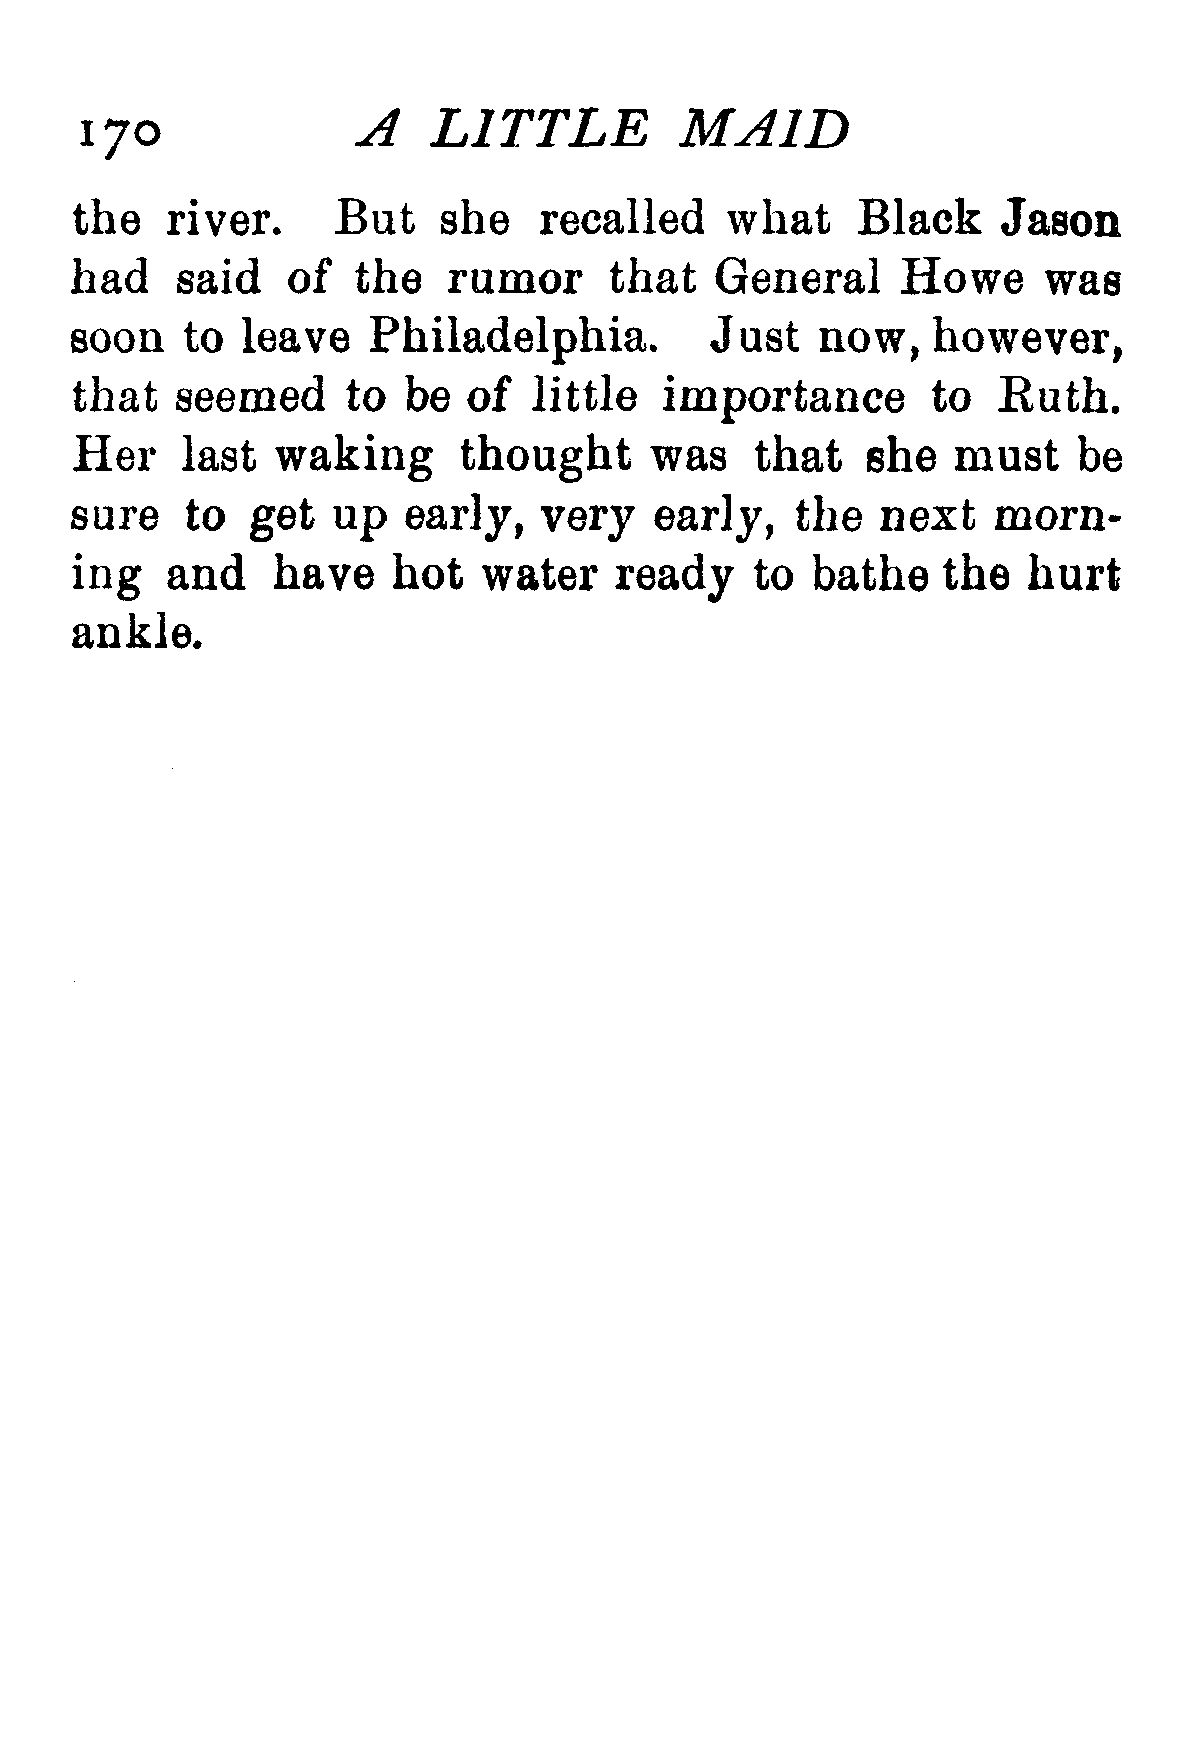 170 A LITTLE MAID
the river. But she recalled what Black Jason
had said of the rumor that General Howe was
soon to leave Philadelphia. Just now, however,
that seemed to be of little importance to Ruth.
Her last waking thought was that she must be
sure to get up early, very early, the next morn-
ing and have hot water ready to bathe the hurt
ankle.